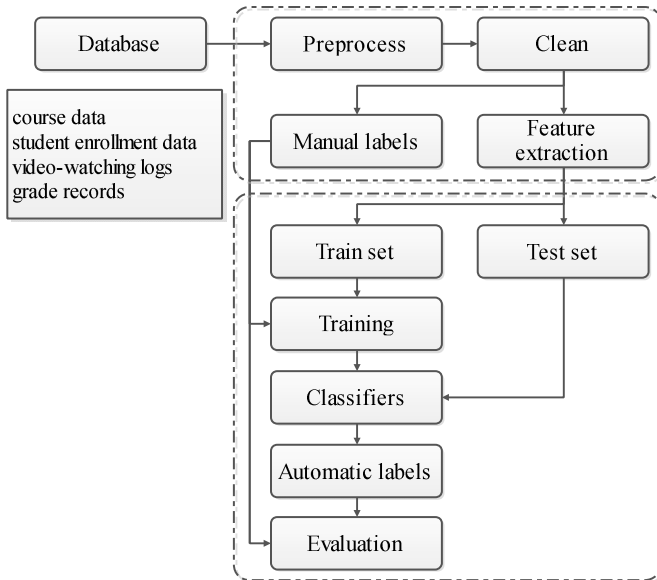 Database
Preprocess
Clean
course data
student enrollment data
video-watching logs
grade records
Manual labels
Feature
extraction
Train set
Test set
Training
Classifiers
Automatic labels
Evaluation